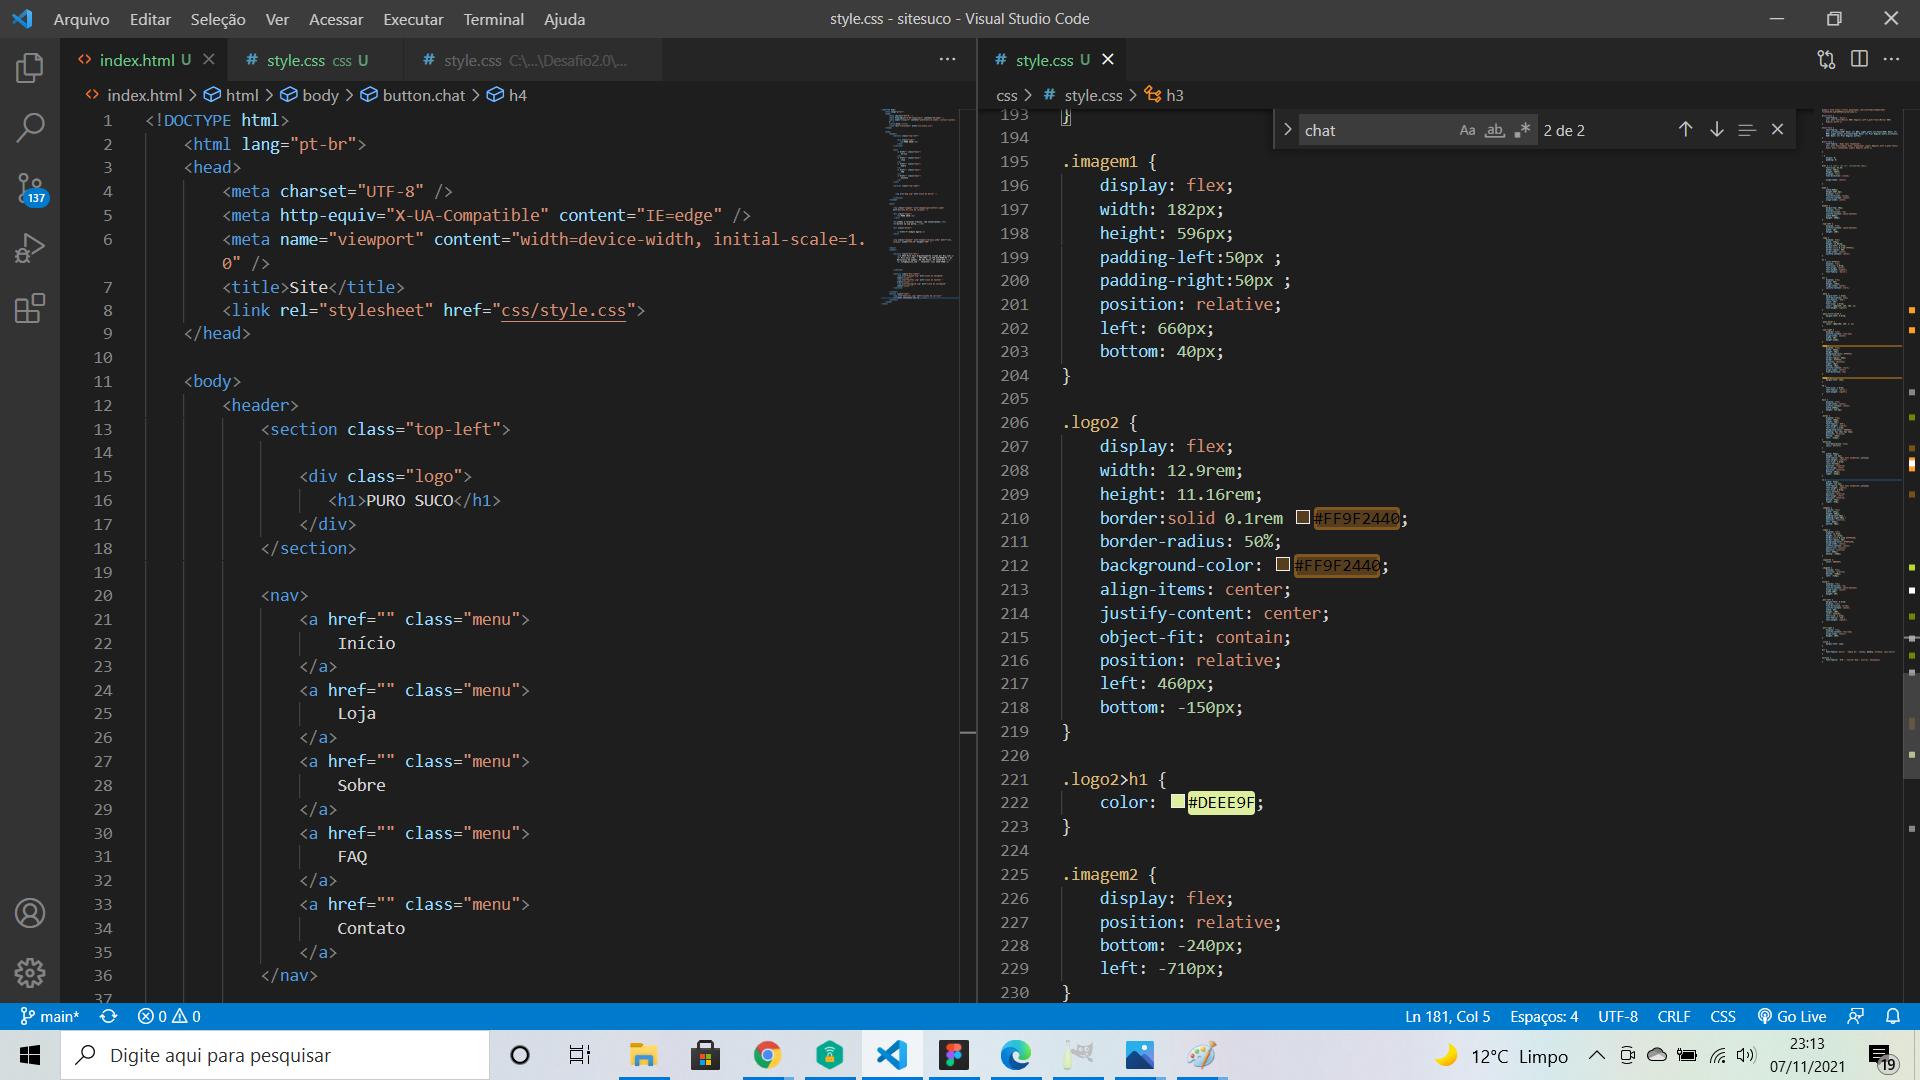 Arquivo Editar Seleção Ver Acessar Executar Terminal Ajuda
style.css - sitesuco - Visual Studio Code
index.html U
style.css css U
style.css C:\...\Desafio2.0\...
index.html > html > body > button.chat > h4
1 <!DOCTYPE html>
2 <html lang="pt-br">
3 <head>
4 <meta charset="UTF-8" />
5 <meta http-equiv="X-UA-Compatible" content="IE=edge" />
6 <meta name="viewport" content="width=device-width, initial-scale=1.
0" />
7 <title>Site</title>
8 <link rel="stylesheet" href="css/style.css">
9 </head>
10
11 <body>
12 <header>
13 <section class="top-left">
14
15 <div class="logo">
16 <h1>PURO SUCO</h1>
17 </div>
18 </section>
19
20 <nav>
21 <a href="" class="menu">
22 Início
23 </a>
24 <a href="" class="menu">
25 Loja
26 </a>
27 <a href="" class="menu">
28 Sobre
29 </a>
30 <a href="" class="menu">
31 FAQ
32 </a>
33 <a href="" class="menu">
34 Contato
35 </a>
36 </nav>
37
style.css U
css > style.css > h3
chat
Aa ab 2 de 2
193 }
194
195 .imagem1 {
196 display: flex;
197 width: 182px;
198 height: 596px;
199 padding-left:50px ;
200 padding-right:50px ;
201 position: relative;
202 left: 660px;
203 bottom: 40px;
204 }
205
206 .logo2 {
207 display: flex;
208 width: 12.9rem;
209 height: 11.16rem;
210 border:solid 0.1rem #FF9F2440;
211 border-radius: 50%;
212 background-color: #FF9F2440;
213 align-items: center;
214 justify-content: center;
215 object-fit: contain;
216 position: relative;
217 left: 460px;
218 bottom: -150px;
219 }
220
221 .logo2>h1 {
222 color: #DEEE9F;
223 }
224
225 .imagem2 {
226 display: flex;
227 position: relative;
228 bottom: -240px;
229 left: -710px;
230 }
137
main* 0 0
Ln 181, Col 5 Espaços: 4 UTF-8 CRLF CSS Go Live
Digite aqui para pesquisar
12°C Limpo
23:13
07/11/2021
19